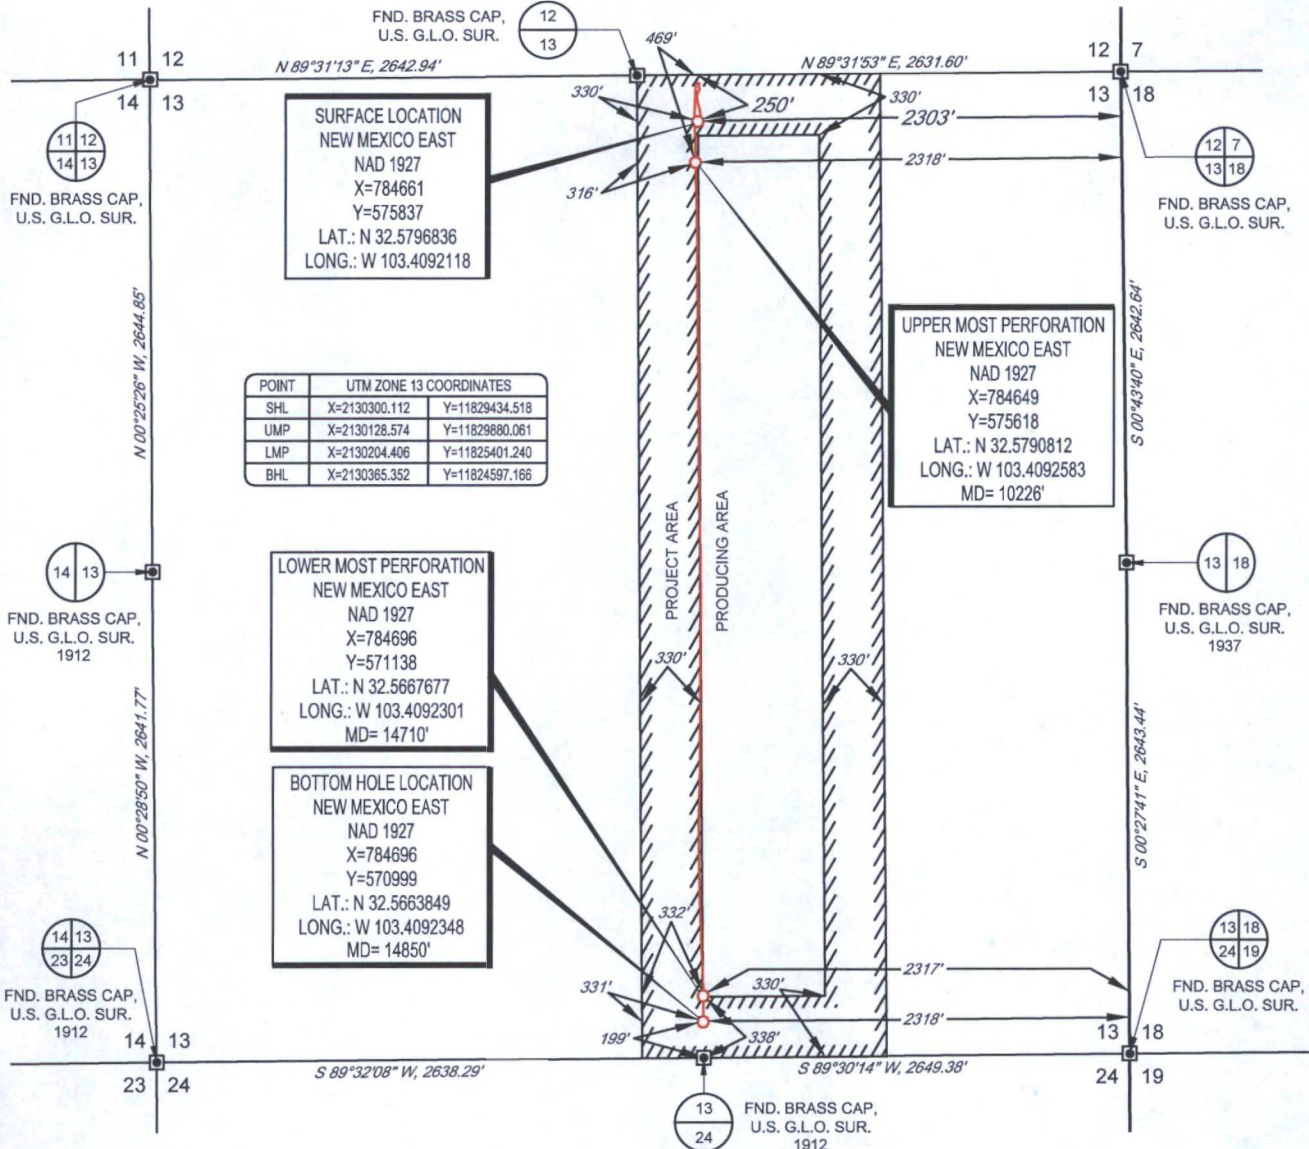 FND. BRASS CAP,
U.S. G.L.O. SUR.
12
13
11 12
14 13
N 89°31'13" E, 2642.94'
469'
N 89°31'53" E, 2631.60'
12 7
13 18
330'
250'
330'
2303'
2318'
316'
11 12
14 13
FND. BRASS CAP,
U.S. G.L.O. SUR.
SURFACE LOCATION
NEW MEXICO EAST
NAD 1927
X=784661
Y=575837
LAT.: N 32.5796836
LONG.: W 103.4092118
12 7
13 18
FND. BRASS CAP,
U.S. G.L.O. SUR.
N 00°25'26" W, 2644.85'
S 00°43'40" E, 2642.64'
UPPER MOST PERFORATION
NEW MEXICO EAST
NAD 1927
X=784649
Y=575618
LAT.: N 32.5790812
LONG.: W 103.4092583
MD= 10226'
POINT UTM ZONE 13 COORDINATES
SHL X=2130300.112 Y=11829434.518
UMP X=2130128.574 Y=11829880.061
LMP X=2130204.406 Y=11825401.240
BHL X=2130365.352 Y=11824597.166
PROJECT AREA
PRODUCING AREA
14 13
FND. BRASS CAP,
U.S. G.L.O. SUR.
1912
13 18
FND. BRASS CAP,
U.S. G.L.O. SUR.
1937
LOWER MOST PERFORATION
NEW MEXICO EAST
NAD 1927
X=784696
Y=571138
LAT.: N 32.5667677
LONG.: W 103.4092301
MD= 14710'
330'
330'
N 00°28'50" W, 2641.77'
S 00°27'41" E, 2643.44'
BOTTOM HOLE LOCATION
NEW MEXICO EAST
NAD 1927
X=784696
Y=570999
LAT.: N 32.5663849
LONG.: W 103.4092348
MD= 14850'
332'
331'
330'
2317'
2318'
199'
338'
14 13
23 24
FND. BRASS CAP,
U.S. G.L.O. SUR.
1912
13 18
24 19
FND. BRASS CAP,
U.S. G.L.O. SUR.
14 13
23 24
13 18
24 19
S 89°32'08" W, 2638.29'
S 89°30'14" W, 2649.38'
13
24
FND. BRASS CAP,
U.S. G.L.O. SUR.
1912